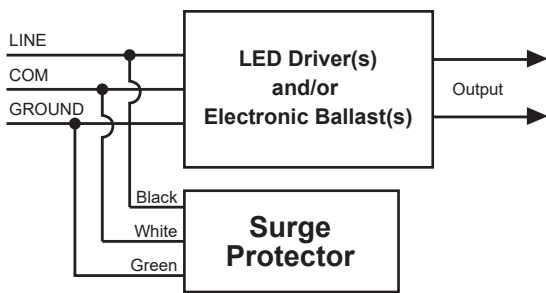 LINE
COM
GROUND
LED Driver(s)
and/or
Electronic Ballast(s)
Output
Black
White
Green
Surge
Protector